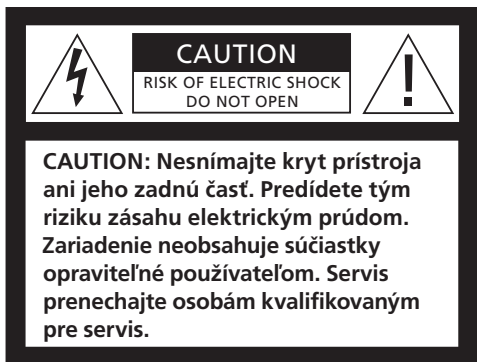 CAUTION
RISK OF ELECTRIC SHOCK
DO NOT OPEN
CAUTION: Nesnímajte kryt prístroja
ani jeho zadnú časť. Predídete tým
riziku zásahu elektrickým prúdom.
Zariadenie neobsahuje súčiastky
opraviteľné používateľom. Servis
prenechajte osobám kvalifikovaným
pre servis.